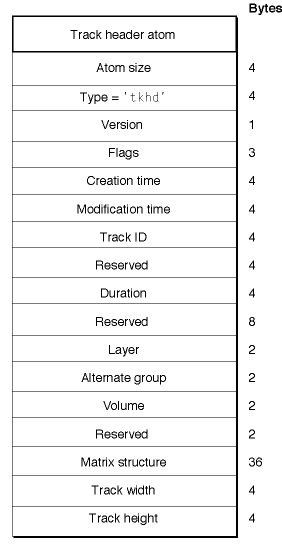 Bytes
Track header atom
Atom size 4
Type = 'tkhd' 4
Version 1
Flags 3
Creation time 4
Modification time 4
Track ID 4
Reserved 4
Duration 4
Reserved 8
Layer 2
Alternate group 2
Volume 2
Reserved 2
Matrix structure 36
Track width 4
Track height 4